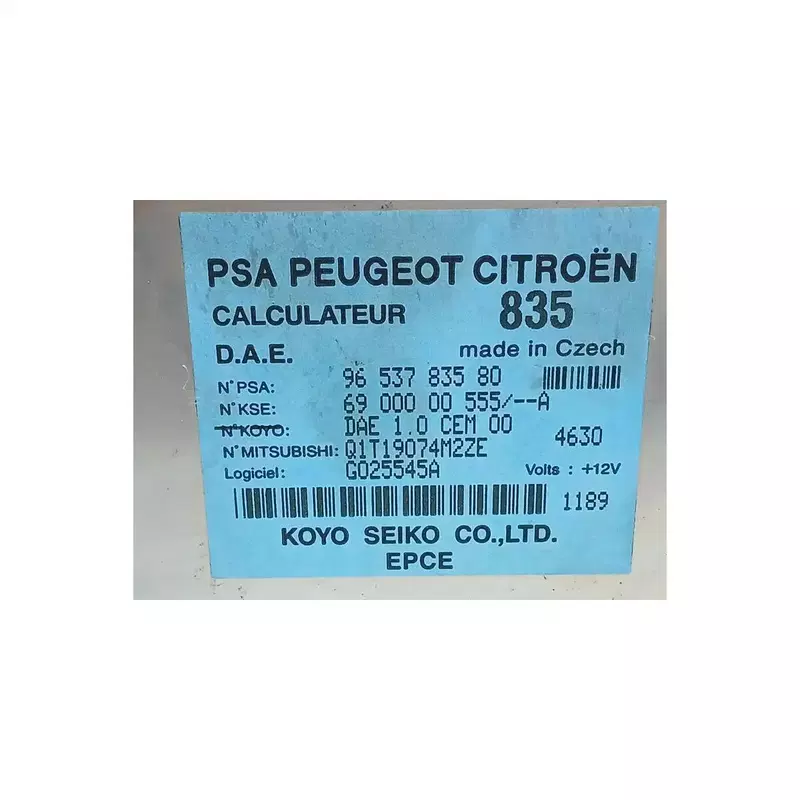 PSA PEUGEOT CITROËN
CALCULATEUR 835
D.A.E. made in Czech
N°PSA: 96 537 835 80
N°KSE: 69 000 00 555/--A
N°KOYO: DAE 1.0 CEM 00
4630
N°MITSUBISHI: Q1T19074M2ZE
Logiciel: G025545A Volts : +12V
1189
KOYO SEIKO CO.,LTD.
EPCE